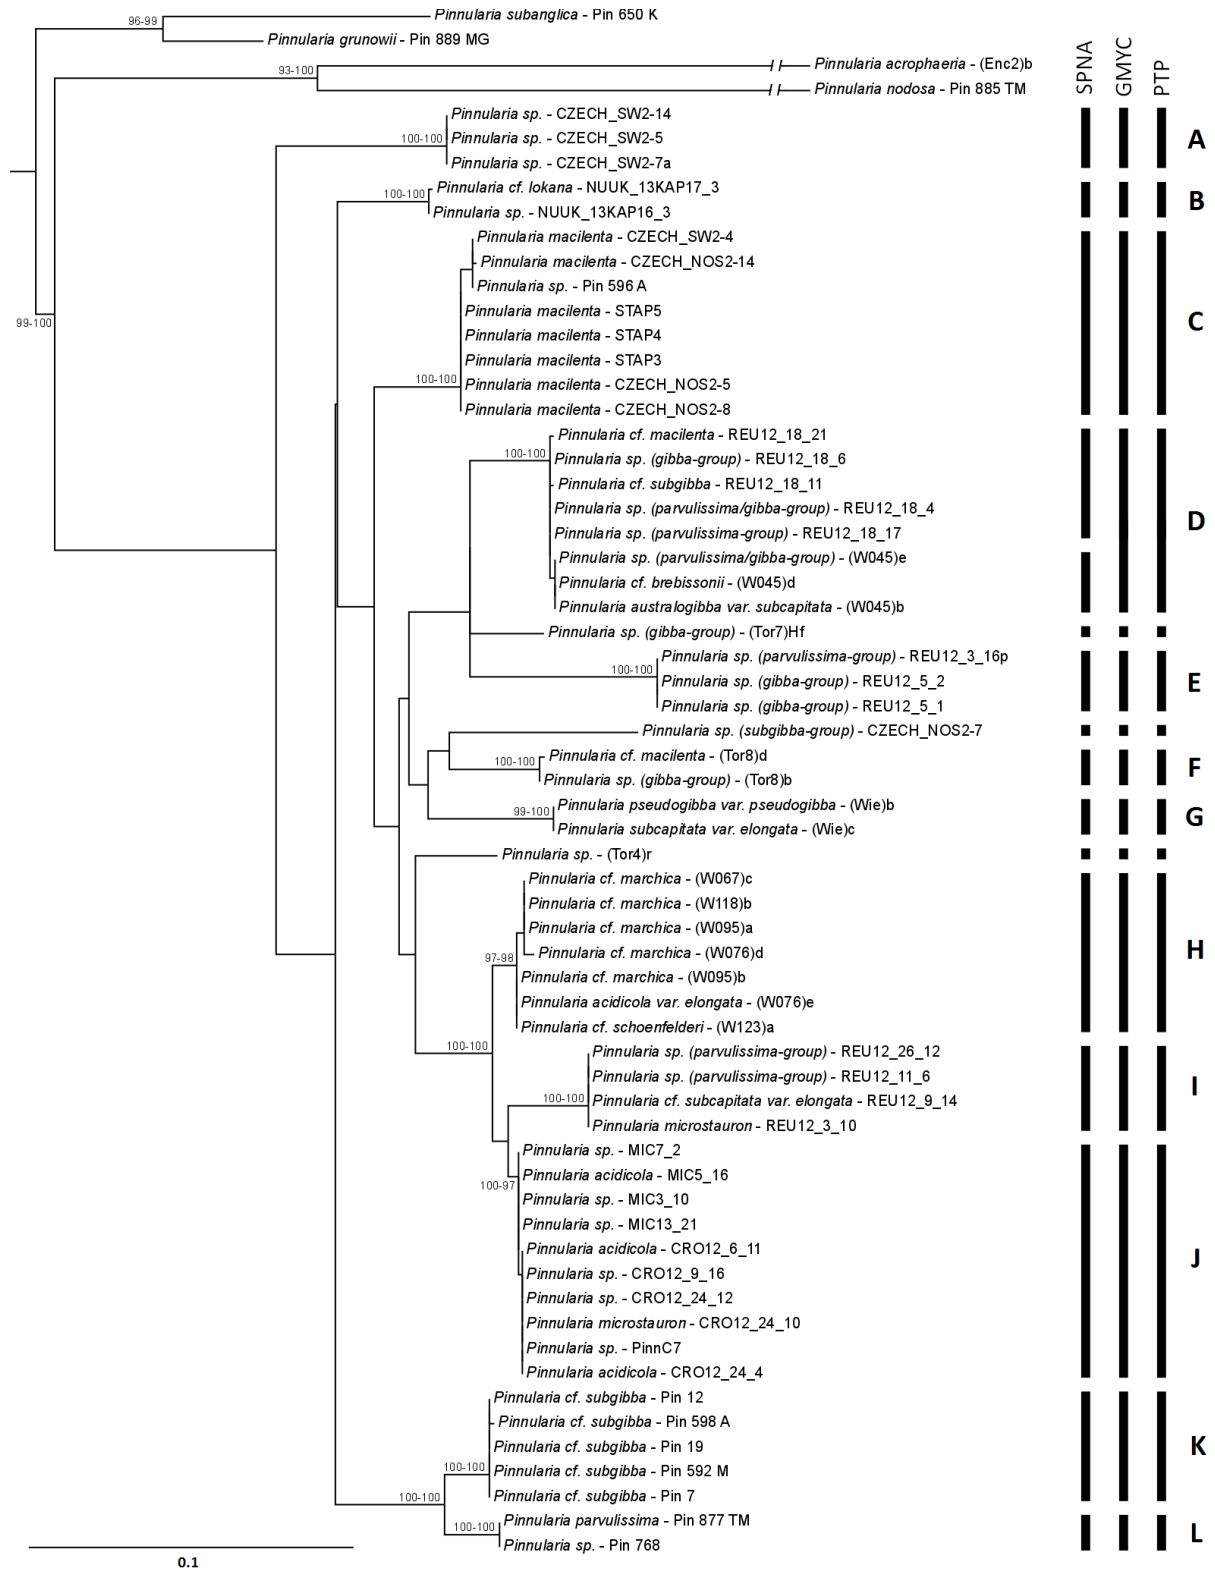 96-99
Pinnularia subanglica - Pin 650 K
Pinnularia grunowii - Pin 889 MG
SPNA
GMYC
PTP
93-100
Pinnularia acrophaeria - (Enc2)b
Pinnularia nodosa - Pin 885 TM
99-100
Pinnularia sp. - CZECH_SW2-14
100-100
Pinnularia sp. - CZECH_SW2-5
A
Pinnularia sp. - CZECH_SW2-7a
100-100
Pinnularia cf. lokana - NUUK_13KAP17_3
B
Pinnularia sp. - NUUK_13KAP16_3
Pinnularia macilenta - CZECH_SW2-4
Pinnularia macilenta - CZECH_NOS2-14
Pinnularia sp. - Pin 596 A
Pinnularia macilenta - STAP5
C
Pinnularia macilenta - STAP4
Pinnularia macilenta - STAP3
100-100
Pinnularia macilenta - CZECH_NOS2-5
Pinnularia macilenta - CZECH_NOS2-8
Pinnularia cf. macilenta - REU12_18_21
100-100
Pinnularia sp. (gibba-group) - REU12_18_6
Pinnularia cf. subgibba - REU12_18_11
Pinnularia sp. (parvulissima/gibba-group) - REU12_18_4
D
Pinnularia sp. (parvulissima-group) - REU12_18_17
Pinnularia sp. (parvulissima/gibba-group) - (W045)e
Pinnularia cf. brebissonii - (W045)d
Pinnularia australogibba var. subcapitata - (W045)b
Pinnularia sp. (gibba-group) - (Tor7)Hf
Pinnularia sp. (parvulissima-group) - REU12_3_16p
100-100
Pinnularia sp. (gibba-group) - REU12_5_2
E
Pinnularia sp. (gibba-group) - REU12_5_1
Pinnularia sp. (subgibba-group) - CZECH_NOS2-7
Pinnularia cf. macilenta - (Tor8)d
100-100
F
Pinnularia sp. (gibba-group) - (Tor8)b
Pinnularia pseudogibba var. pseudogibba - (Wie)b
99-100
G
Pinnularia subcapitata var. elongata - (Wie)c
Pinnularia sp. - (Tor4)r
Pinnularia cf. marchica - (W067)c
Pinnularia cf. marchica - (W118)b
Pinnularia cf. marchica - (W095)a
97-98
Pinnularia cf. marchica - (W076)d
H
Pinnularia cf. marchica - (W095)b
Pinnularia acidicola var. elongata - (W076)e
Pinnularia cf. schoenfelderi - (W123)a
100-100
Pinnularia sp. (parvulissima-group) - REU12_26_12
Pinnularia sp. (parvulissima-group) - REU12_11_6
I
100-100
Pinnularia cf. subcapitata var. elongata - REU12_9_14
Pinnularia microstauron - REU12_3_10
Pinnularia sp. - MIC7_2
Pinnularia acidicola - MIC5_16
100-97
Pinnularia sp. - MIC3_10
Pinnularia sp. - MIC13_21
Pinnularia acidicola - CRO12_6_11
J
Pinnularia sp. - CRO12_9_16
Pinnularia sp. - CRO12_24_12
Pinnularia microstauron - CRO12_24_10
Pinnularia sp. - PinnC7
Pinnularia acidicola - CRO12_24_4
Pinnularia cf. subgibba - Pin 12
Pinnularia cf. subgibba - Pin 598 A
Pinnularia cf. subgibba - Pin 19
K
100-100
Pinnularia cf. subgibba - Pin 592 M
100-100
Pinnularia cf. subgibba - Pin 7
Pinnularia parvulissima - Pin 877 TM
100-100
L
Pinnularia sp. - Pin 768
0.1